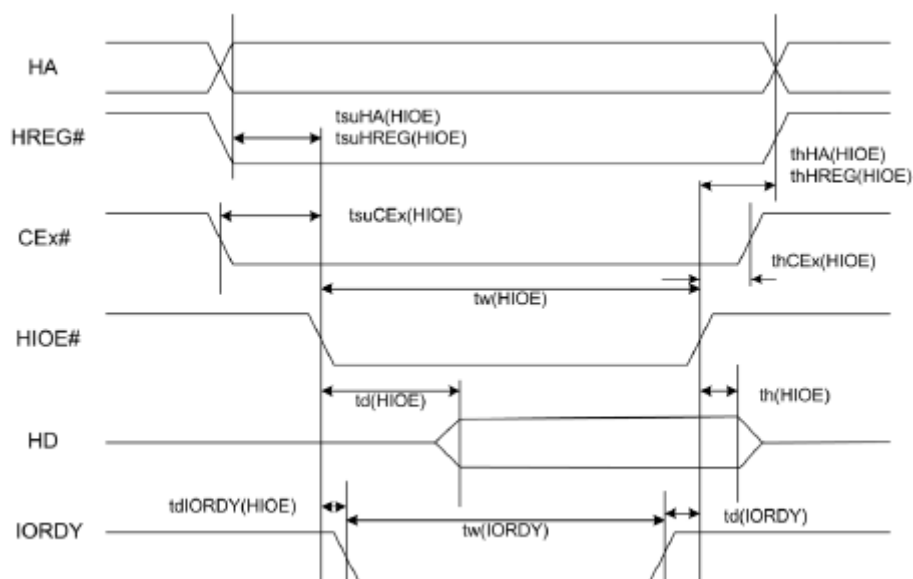 HA
HREG#
tsuHA(HIOE)
tsuHREG(HIOE)
thHA(HIOE)
thHREG(HIOE)
CEx#
tsuCEx(HIOE)
thCEx(HIOE)
tw(HIOE)
HIOE#
td(HIOE)
th(HIOE)
HD
tdIORDY(HIOE)
tw(IORDY)
td(IORDY)
IORDY